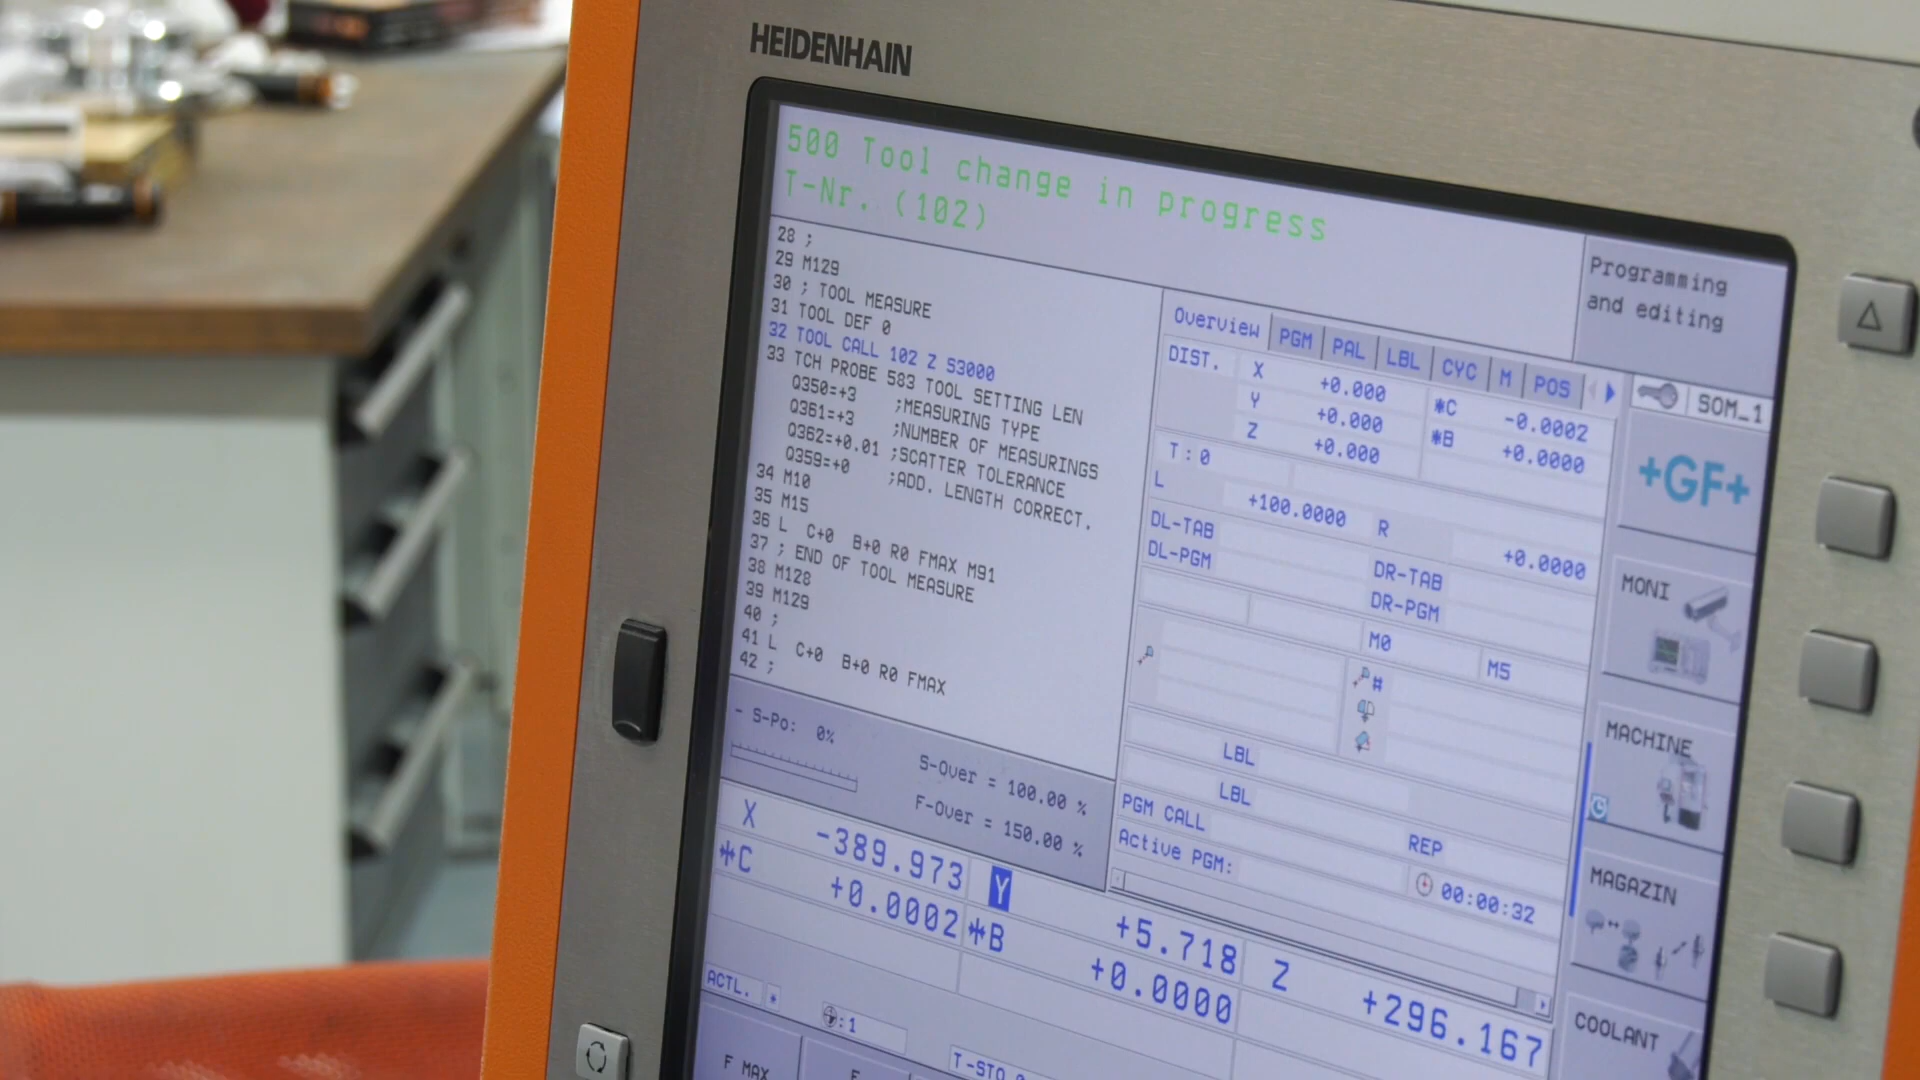 HEIDENHAIN
500 Tool change in progress
T-Nr. (102)
Programming
and editing
28 ;
29 M129
30 ; TOOL MEASURE
31 TOOL DEF 0
32 TOOL CALL 102 Z S3000
33 TCH PROBE 583 TOOL SETTING LEN
Q350=+3 ;MEASURING TYPE
Q361=+3 ;NUMBER OF MEASURINGS
Q362=+0.01 ;SCATTER TOLERANCE
Q359=+0 ;ADD. LENGTH CORRECT.
34 M10
35 M15
36 L C+0 B+0 R0 FMAX M91
37 ; END OF TOOL MEASURE
38 M128
39 M129
40 ;
41 L C+0 B+0 R0 FMAX
42 ;
Overview PGM PAL LBL CYC M POS
DIST. X +0.000 *C -0.0002
Y +0.000 *B +0.0000
Z +0.000
T:0
L +100.0000 R +0.0000
DL-TAB DR-TAB
DL-PGM DR-PGM
M0 M5
#
LBL
LBL
PGM CALL REP
Active PGM: 00:00:32
- S-Po: 0%
S-Over = 100.00 %
F-Over = 150.00 %
X -389.973 Y +5.718 Z +296.167
*C +0.0002 *B +0.0000
ACTL.
:1
F MAX
SOM_1
+GF+
MONI
MACHINE
MAGAZIN
COOLANT